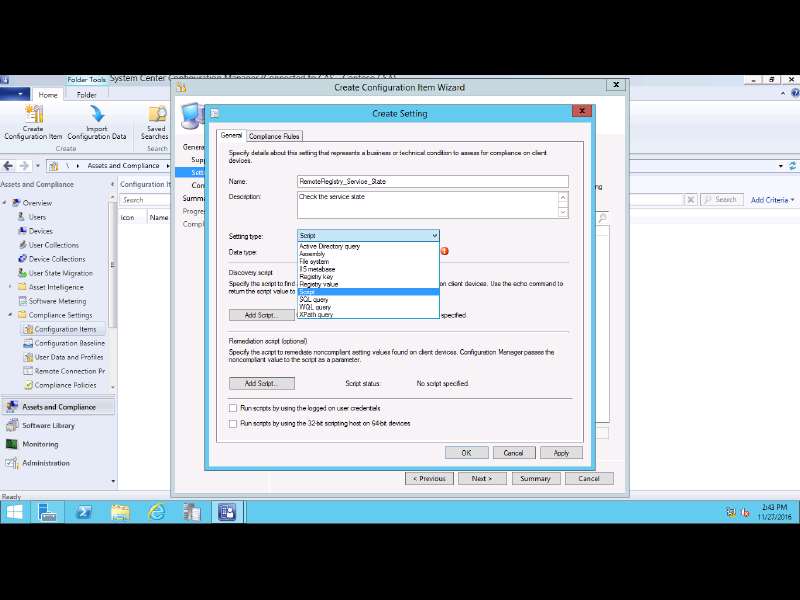 Folder Tools
System Center Configuration Manager (Connected to CAS - Contoso CSA)
Create Configuration Item Wizard
Home
Folder
Create Setting
Create
Configuration Item
Import
Configuration Data
Saved
Searches
Create
Search
\
Assets and Compliance
General
Compliance Rules
Specify details about this setting that represents a business or technical condition to assess for compliance on client
devices.
Name:
RemoteRegistry_Service_State
Description:
Check the service state
Setting type:
Script
Data type:
Active Directory query
Assembly
File system
IIS metabase
Registry key
Registry value
Script
SQL query
WQL query
XPath query
Discovery script
Specify the script to find
on client devices. Use the echo command to
return the script value to
Add Script...
specified.
Remediation script (optional)
Specify the script to remediate noncompliant setting values found on client devices. Configuration Manager passes the
noncompliant value to the script as a parameter.
Add Script...
Script status:
No script specified.
Run scripts by using the logged on user credentials
Run scripts by using the 32-bit scripting host on 64-bit devices
OK
Cancel
Apply
< Previous
Next >
Summary
Cancel
Assets and Compliance
Configuration It
Search
Search
Add Criteria
Icon
Name
Overview
Users
Devices
User Collections
Device Collections
User State Migration
Asset Intelligence
Software Metering
Compliance Settings
Configuration Items
Configuration Baseline
User Data and Profiles
Remote Connection Pr
Compliance Policies
Assets and Compliance
Software Library
Monitoring
Administration
Genera
Supp
Setti
Com
Summa
Progre
Compl
ng
Ready
2:43 PM
11/27/2016